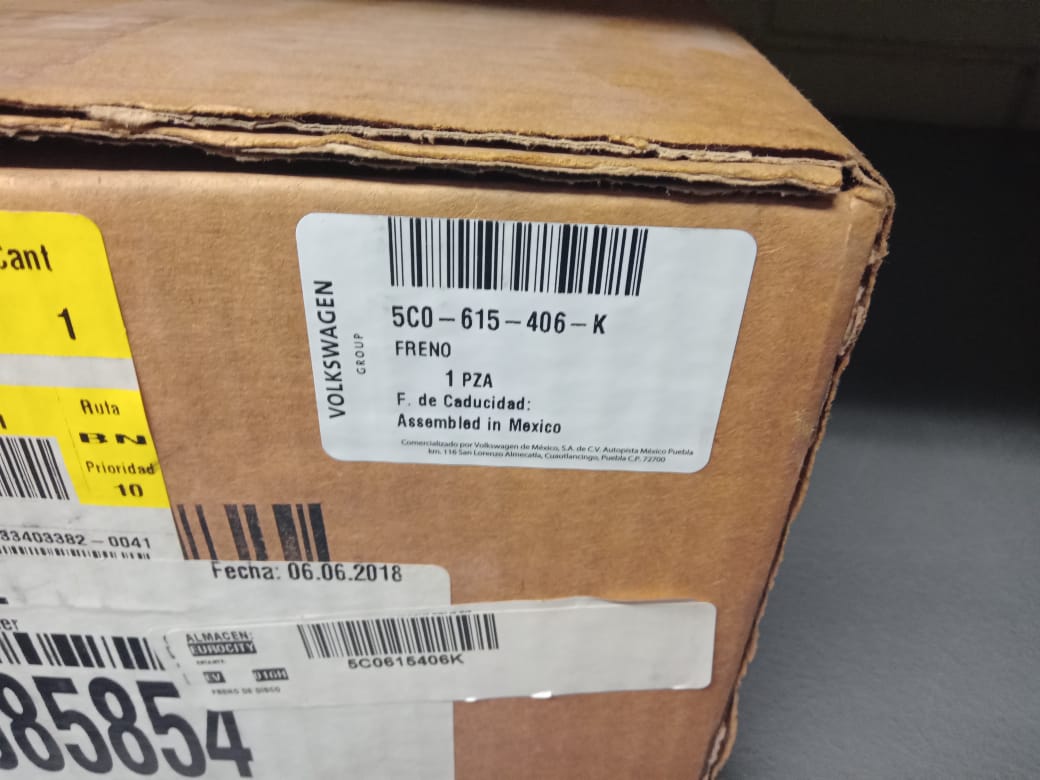 Cant
1
Ruta
BN
Prioridad
10
33403382-0041
VOLKSWAGEN
GROUP
5C0-615-406-K
FRENO
1 PZA
F. de Caducidad:
Assembled in Mexico
Comercializado por Volkswagen de México, S.A. de C.V. Autopista México Puebla
km. 116 San Lorenzo Almecatla, Cuautlancingo, Puebla C.P. 72700
Fecha: 06.06.2018
ALMACEN:
EUROCITY
5C0615406K
FRENO DE DISCO
85854